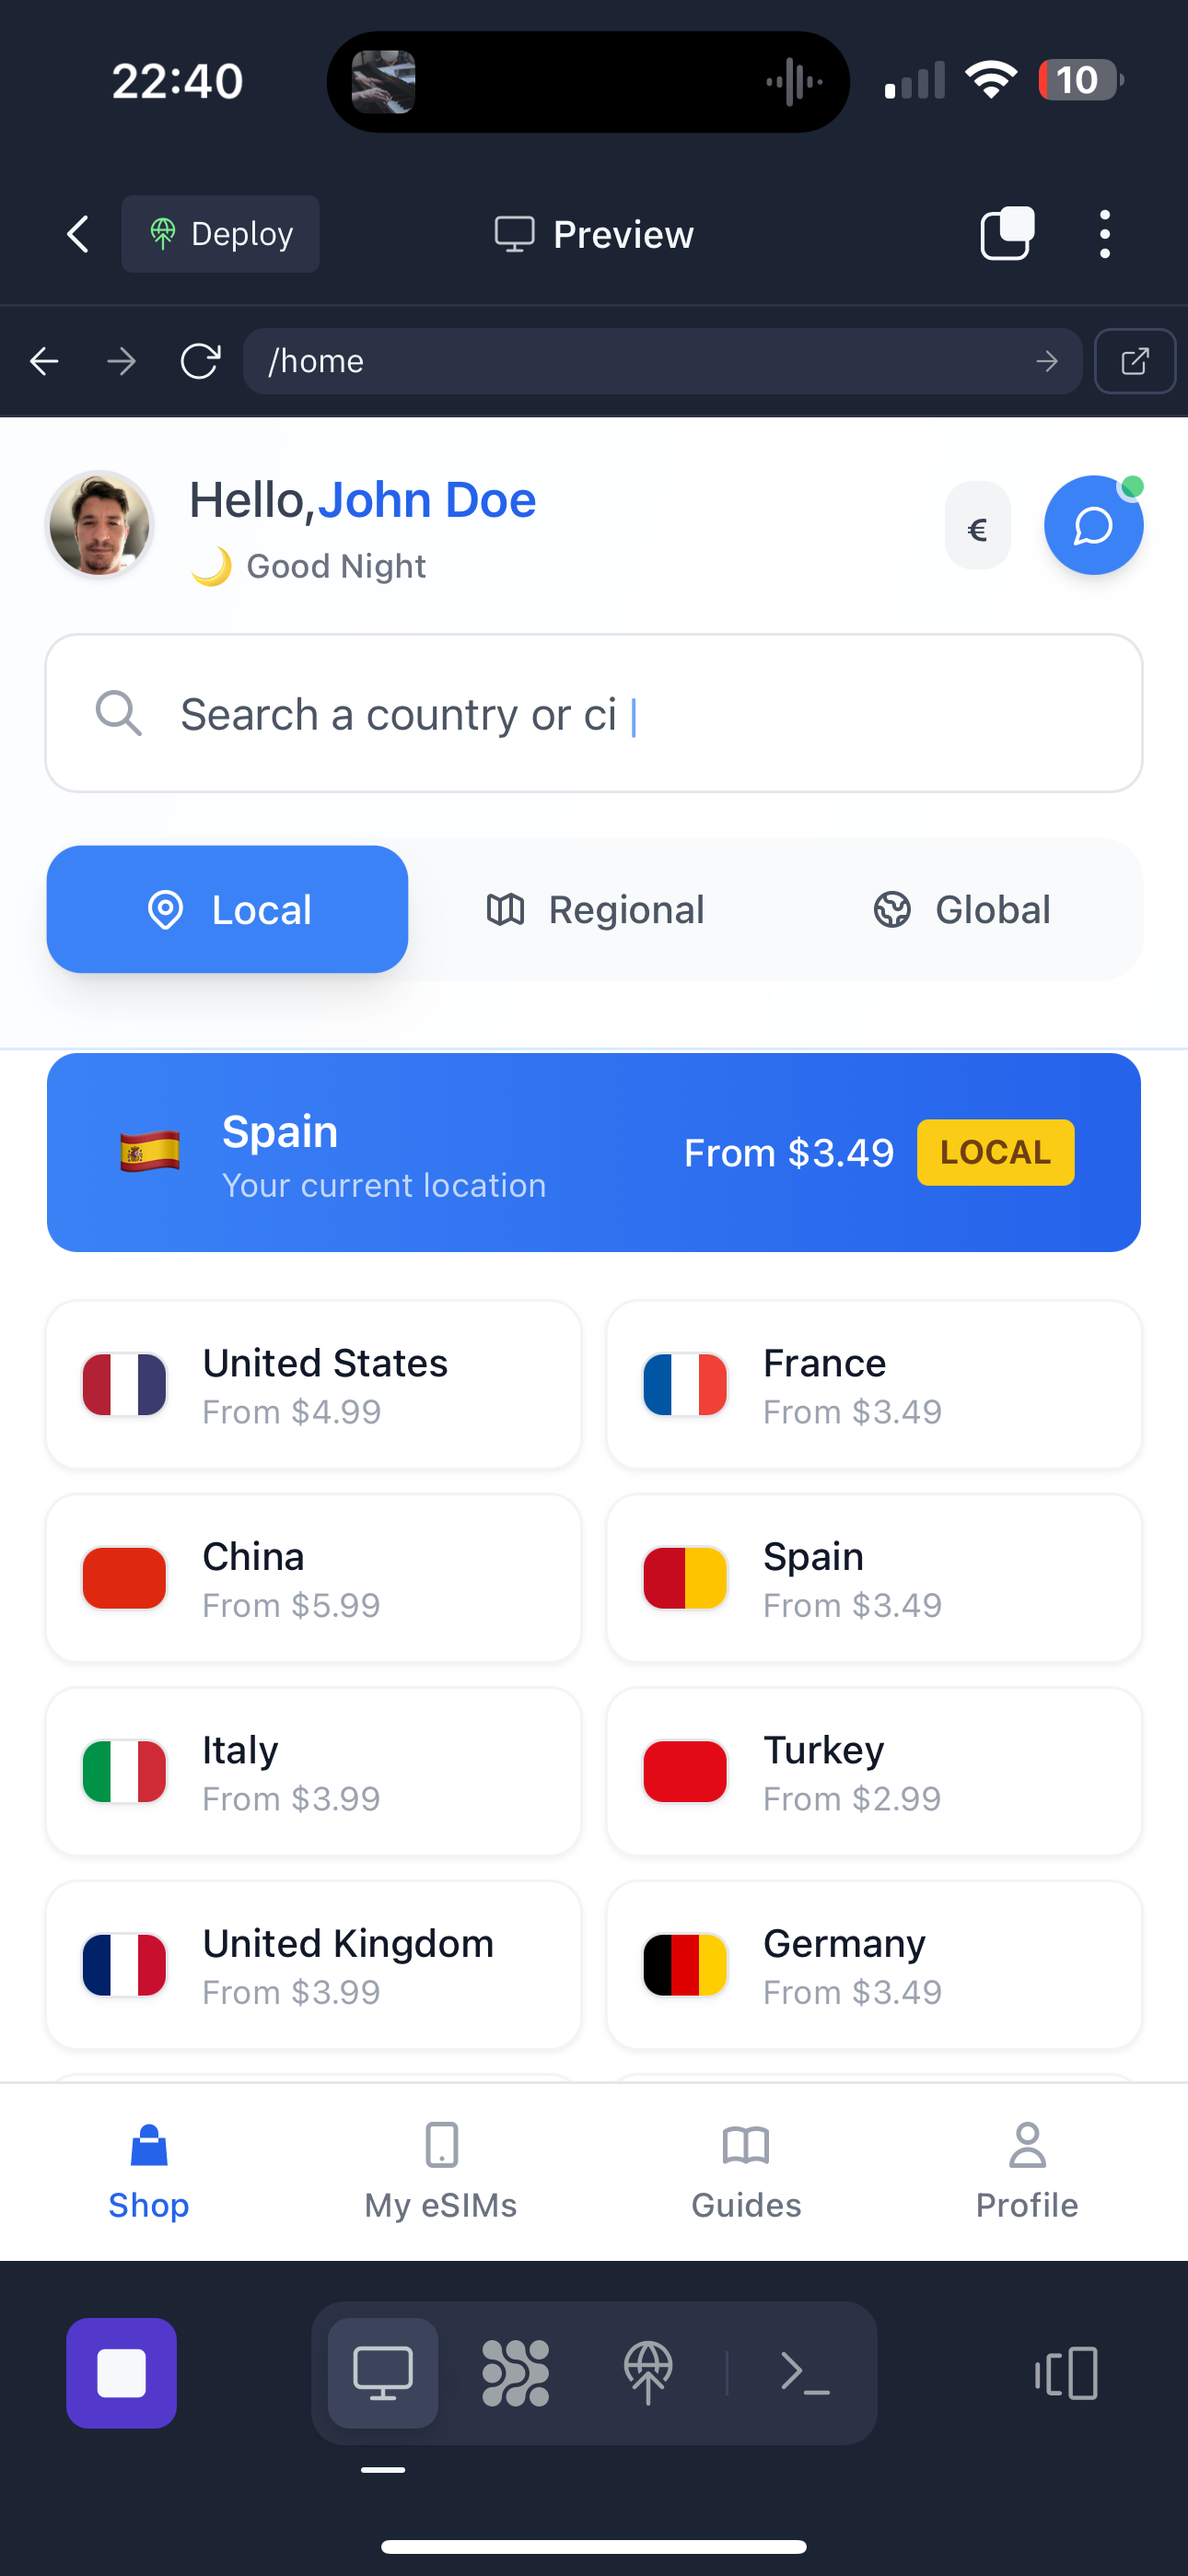 22:40
10
Deploy
Preview
/home
Hello,John Doe
🌙 Good Night
€
Search a country or ci
Local
Regional
Global
Spain
Your current location
From $3.49
LOCAL
United States
From $4.99
France
From $3.49
China
From $5.99
Spain
From $3.49
Italy
From $3.99
Turkey
From $2.99
United Kingdom
From $3.99
Germany
From $3.49
Shop
My eSIMs
Guides
Profile